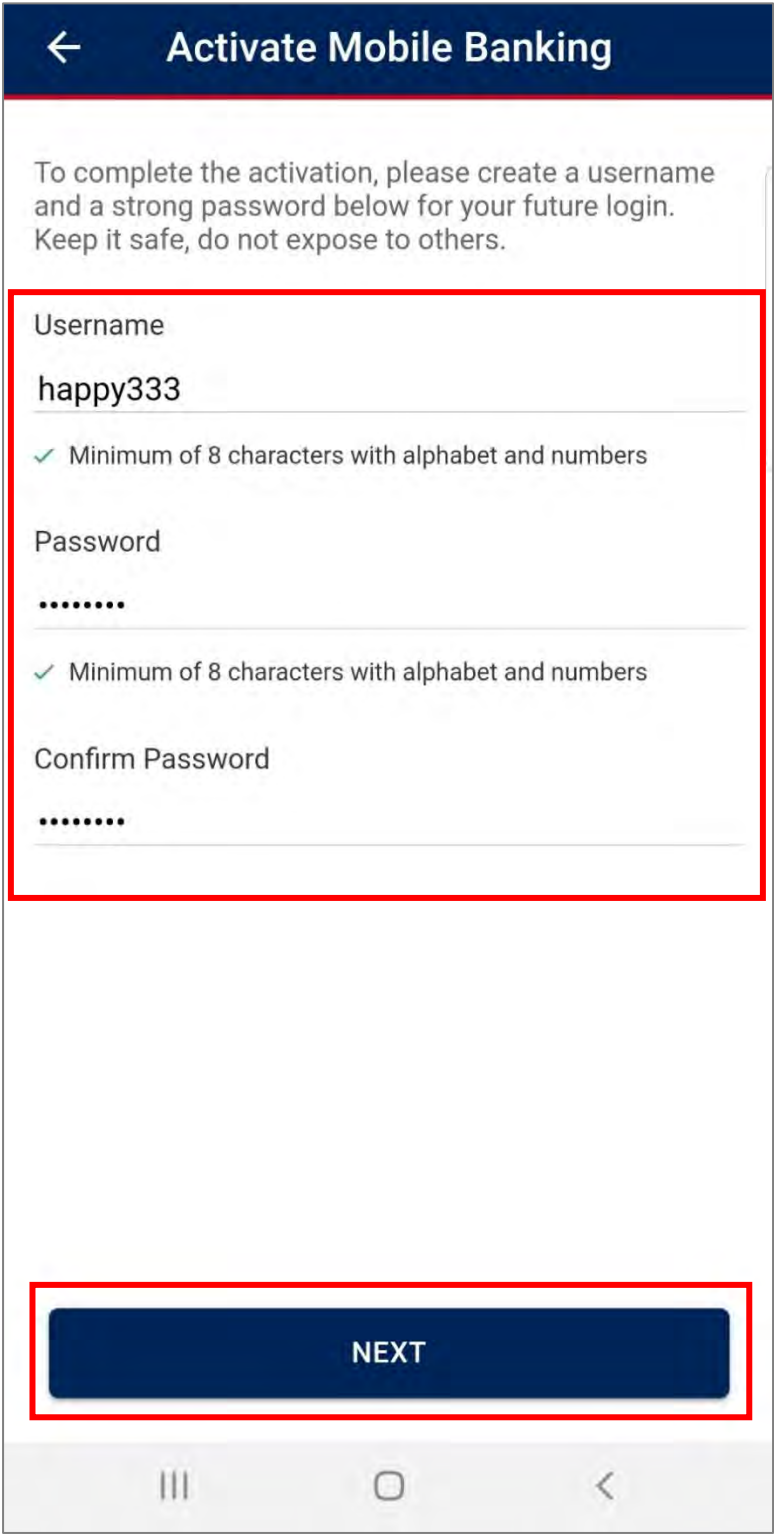 Activate Mobile Banking
To complete the activation, please create a username
and a strong password below for your future login.
Keep it safe, do not expose to others.
Username
happy333
Minimum of 8 characters with alphabet and numbers
Password
••••••••
Minimum of 8 characters with alphabet and numbers
Confirm Password
••••••••
NEXT